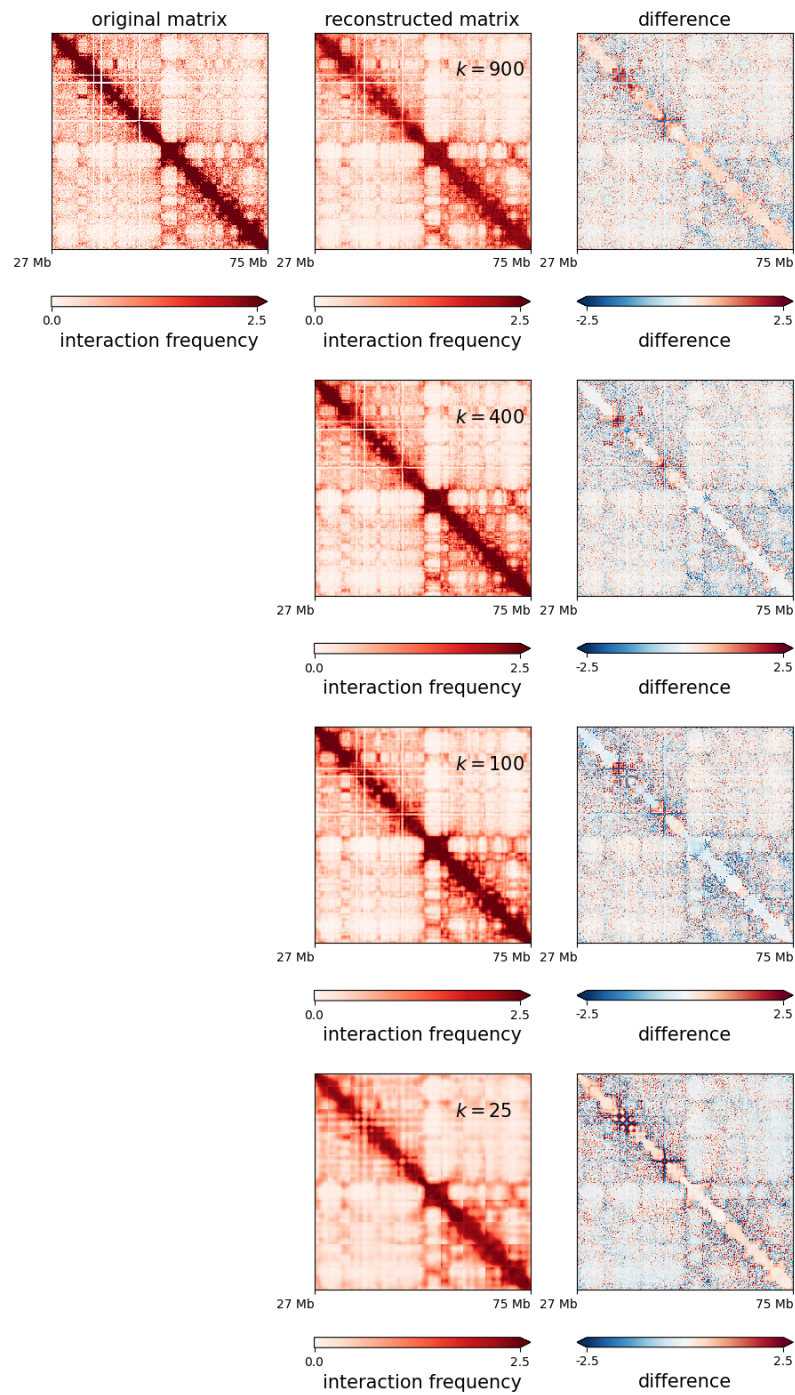 original matrix reconstructed matrix difference
k = 900
27 Mb 75 Mb 27 Mb 75 Mb 27 Mb 75 Mb
0.0 2.5 0.0 2.5 -2.5 2.5
interaction frequency interaction frequency difference
k = 400
27 Mb 75 Mb 27 Mb 75 Mb
0.0 2.5 -2.5 2.5
interaction frequency difference
k = 100
27 Mb 75 Mb 27 Mb 75 Mb
0.0 2.5 -2.5 2.5
interaction frequency difference
k = 25
27 Mb 75 Mb 27 Mb 75 Mb
0.0 2.5 -2.5 2.5
interaction frequency difference